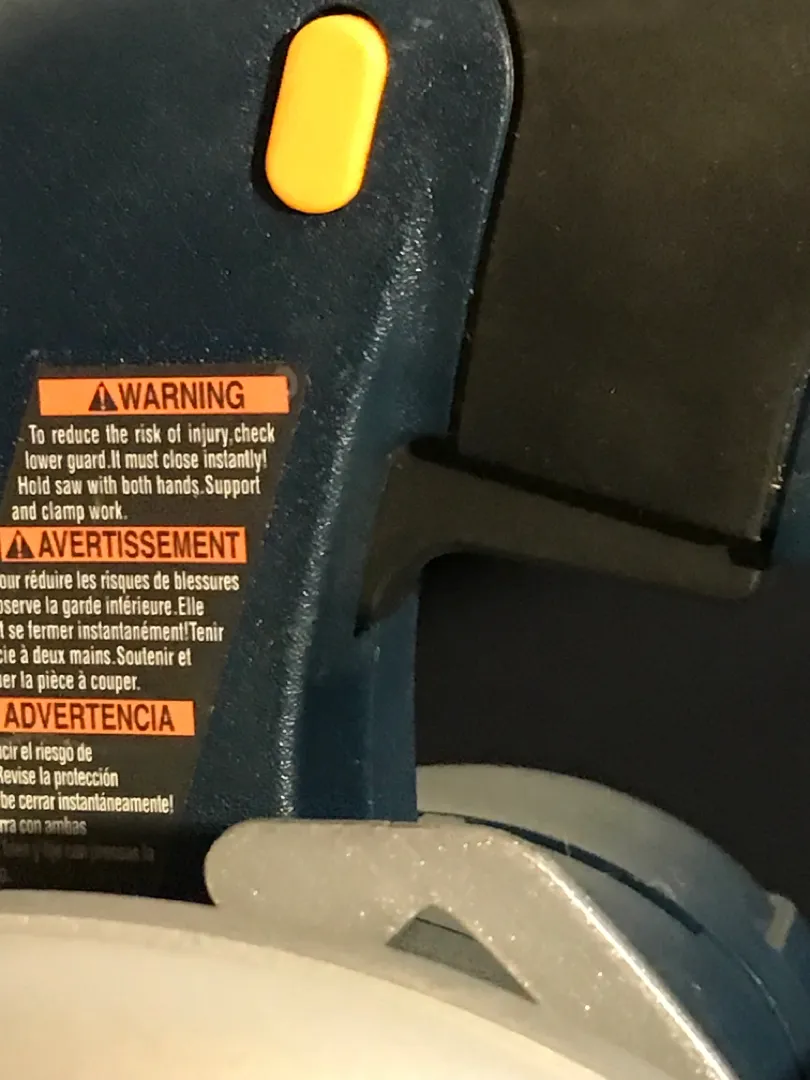 WARNING
To reduce the risk of injury,check
lower guard.It must close instantly!
Hold saw with both hands.Support
and clamp work.
AVERTISSEMENT
our réduire les risques de blessures
bserve la garde inférieure.Elle
t se fermer instantanément!Tenir
cie à deux mains.Soutenir et
uer la pièce à couper.
ADVERTENCIA
cir el riesgo de
Revise la protección
be cerrar instantáneamente!
rra con ambas